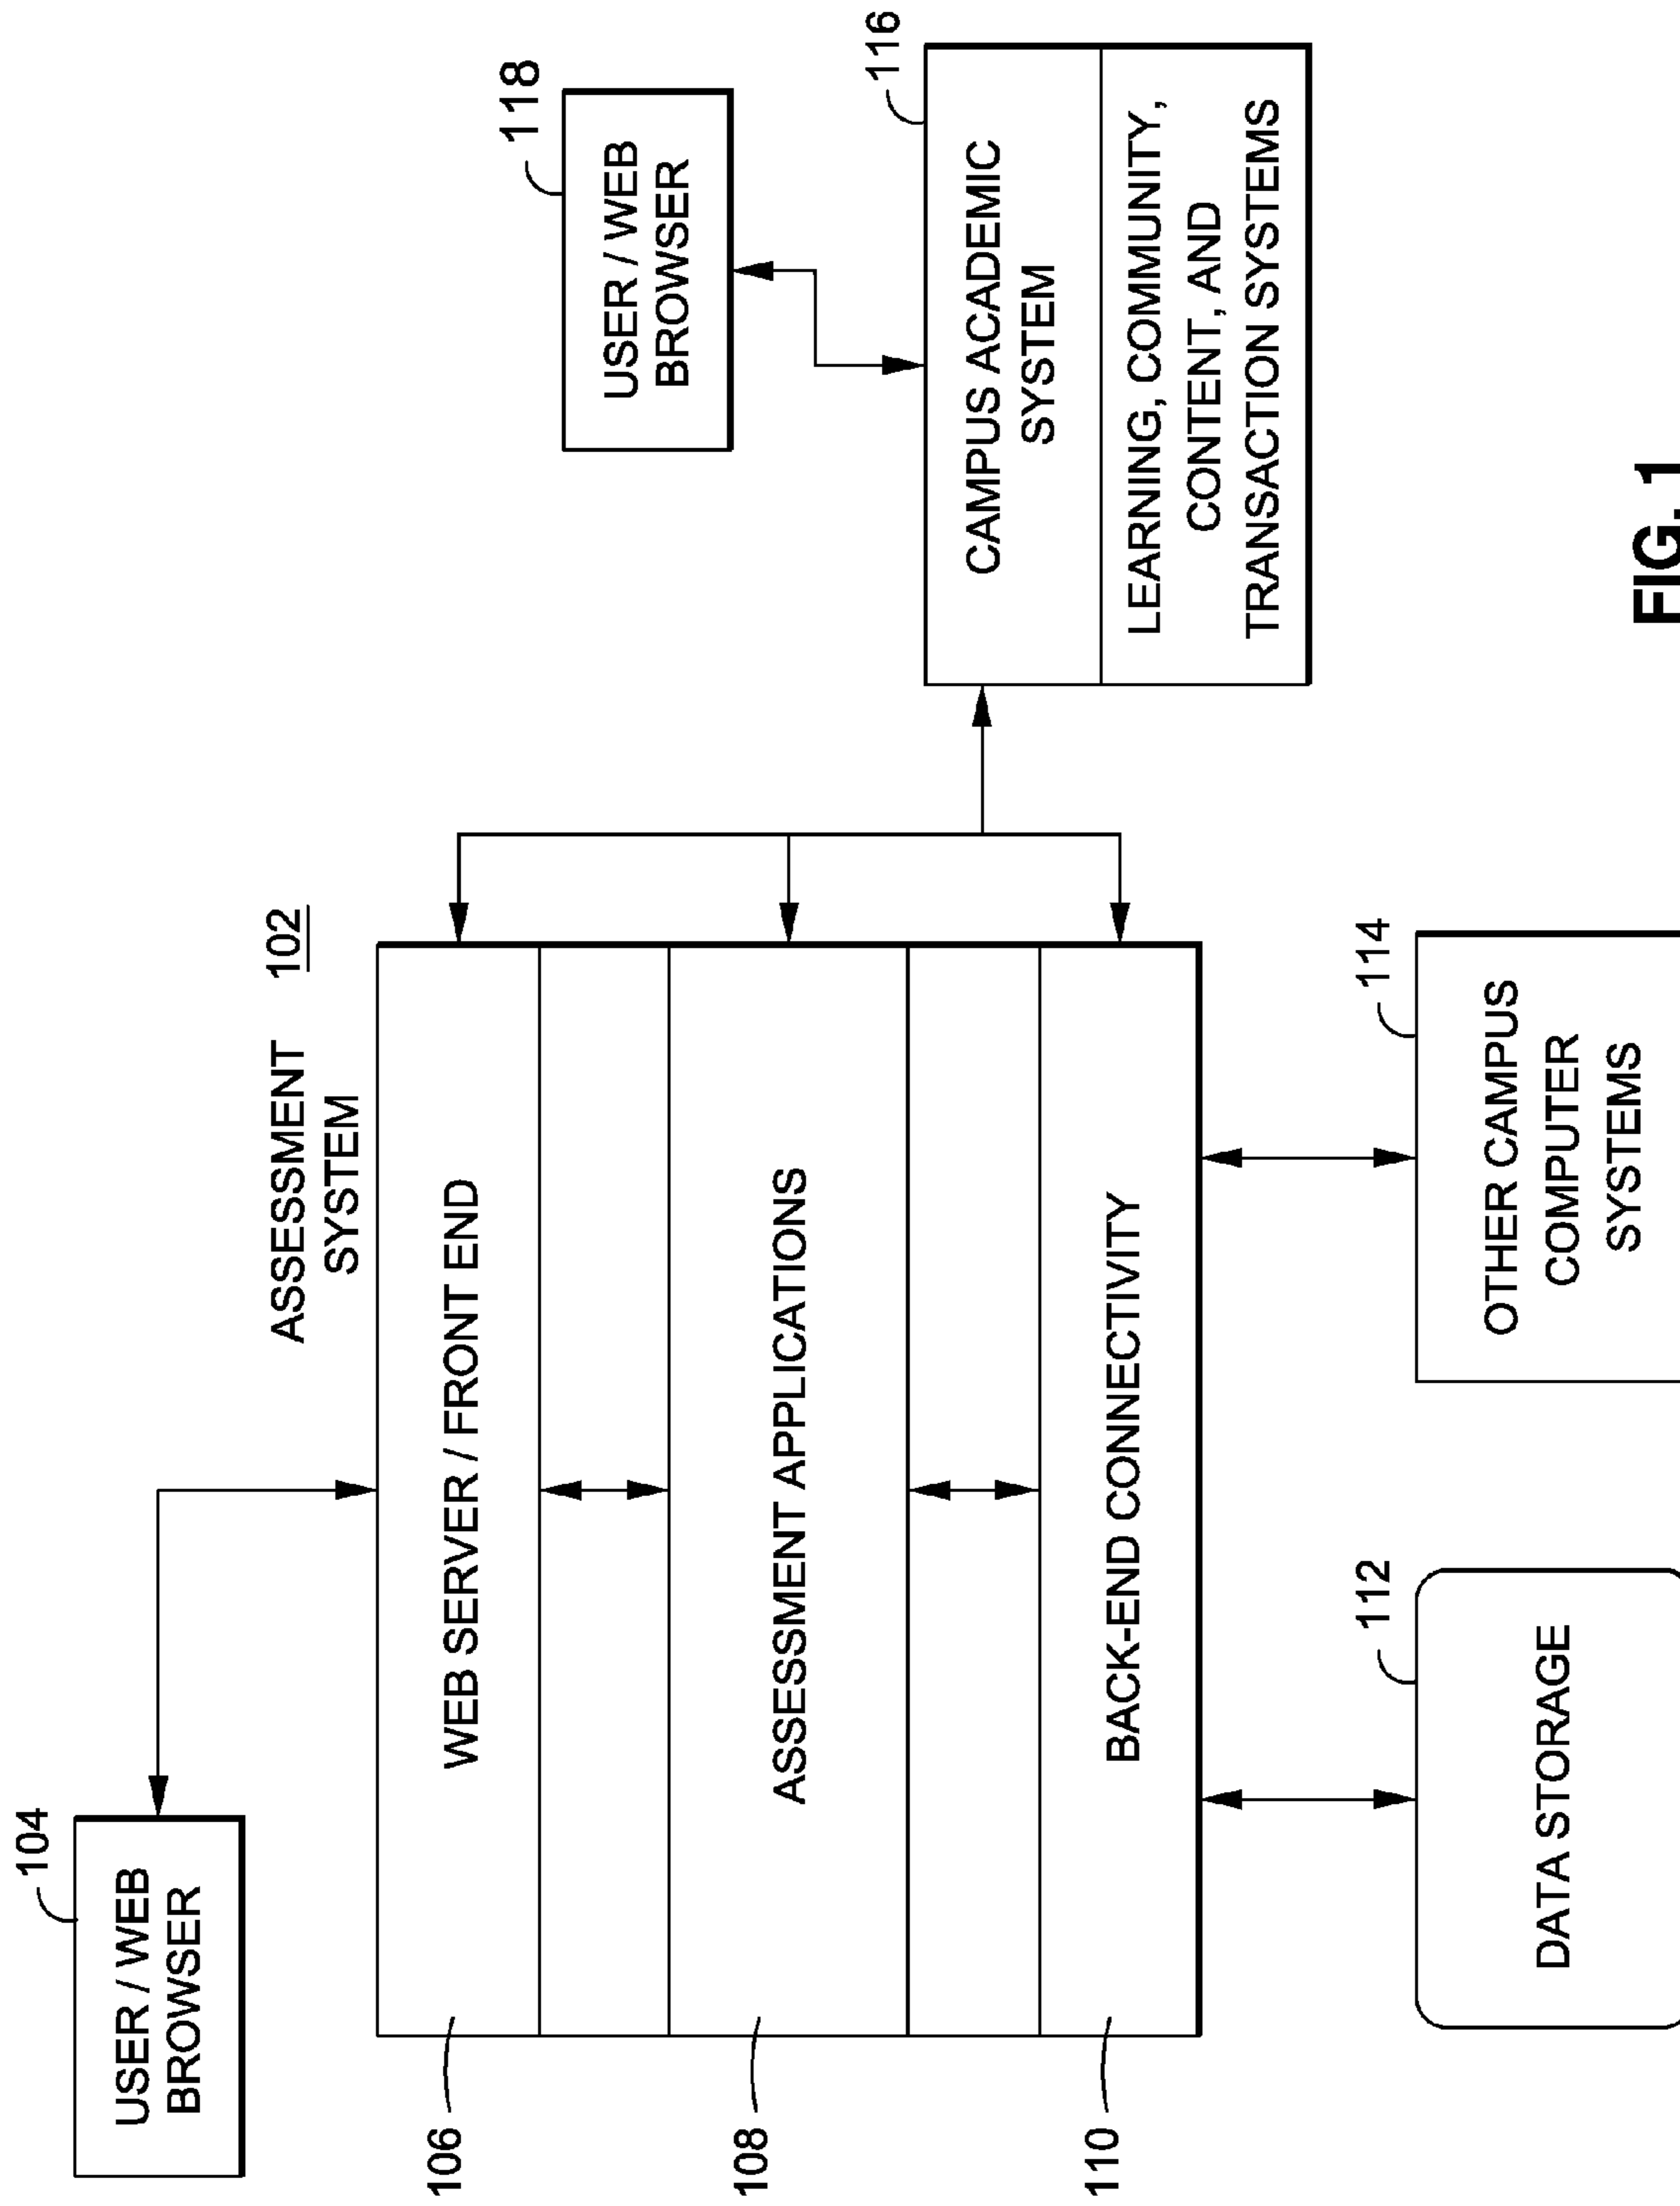 104
USER / WEB
BROWSER
ASSESSMENT
SYSTEM
102
118
USER / WEB
BROWSER
106
WEB SERVER / FRONT END
108
ASSESSMENT APPLICATIONS
110
BACK-END CONNECTIVITY
116
CAMPUS ACADEMIC
SYSTEM
LEARNING, COMMUNITY,
CONTENT, AND
TRANSACTION SYSTEMS
112
DATA STORAGE
114
OTHER CAMPUS
COMPUTER
SYSTEMS
FIG. 1